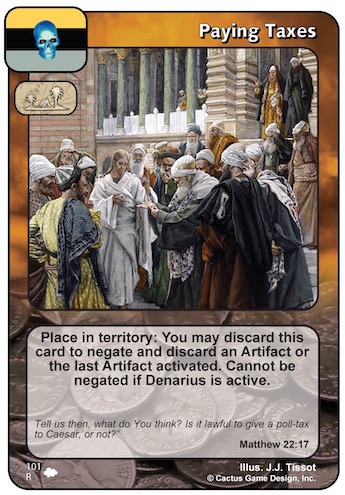 Paying Taxes
Place in territory: You may discard this
card to negate and discard an Artifact or
the last Artifact activated. Cannot be
negated if Denarius is active.
Tell us then, what do You think? Is it lawful to give a poll-tax
to Caesar, or not?"
Matthew 22:17
101
R
Illus. J.J. Tissot
© Cactus Game Design, Inc.